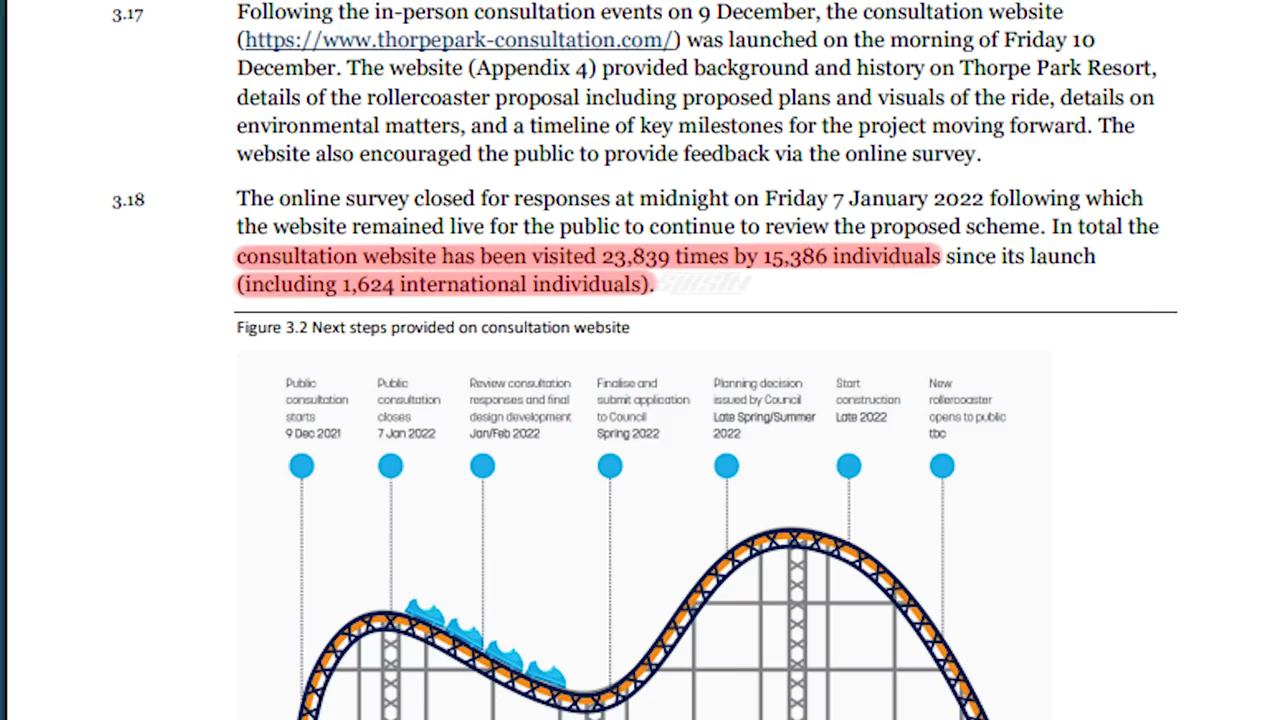 3.17
Following the in-person consultation events on 9 December, the consultation website
(https://www.thorpepark-consultation.com/) was launched on the morning of Friday 10
December. The website (Appendix 4) provided background and history on Thorpe Park Resort,
details of the rollercoaster proposal including proposed plans and visuals of the ride, details on
environmental matters, and a timeline of key milestones for the project moving forward. The
website also encouraged the public to provide feedback via the online survey.
3.18
The online survey closed for responses at midnight on Friday 7 January 2022 following which
the website remained live for the public to continue to review the proposed scheme. In total the
consultation website has been visited 23,839 times by 15,386 individuals since its launch
(including 1,624 international individuals).
Figure 3.2 Next steps provided on consultation website
Public
consultation
starts
9 Dec 2021
Public
consultation
closes
7 Jan 2022
Review consultation
responses and final
design development
Jan/Feb 2022
Finalise and
submit application
to Council
Spring 2022
Planning decision
issued by Council
Late Spring/Summer
2022
Start
construction
Late 2022
New
rollercoaster
opens to public
tbc